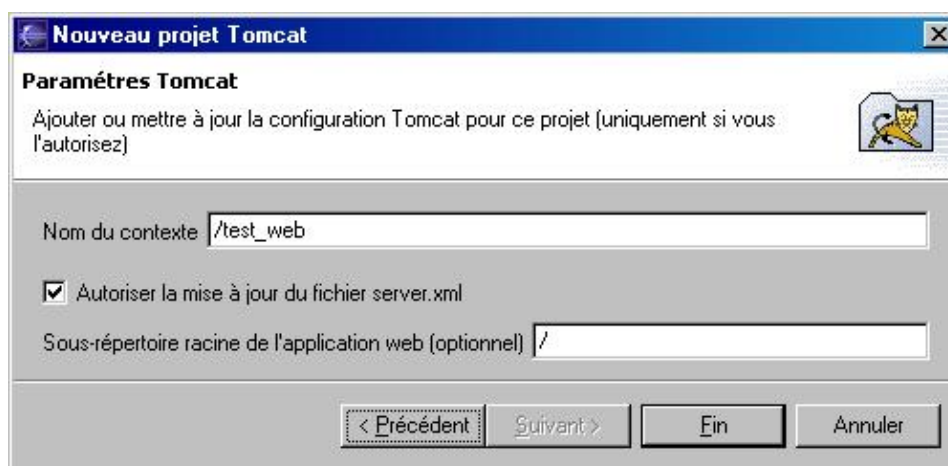 Nouveau projet Tomcat
Paramétres Tomcat
Ajouter ou mettre à jour la configuration Tomcat pour ce projet (uniquement si vous
l'autorisez)
Nom du contexte /test_web
Autoriser la mise à jour du fichier server.xml
Sous-répertoire racine de l'application web (optionnel) /
< Précédent Suivant > Fin Annuler